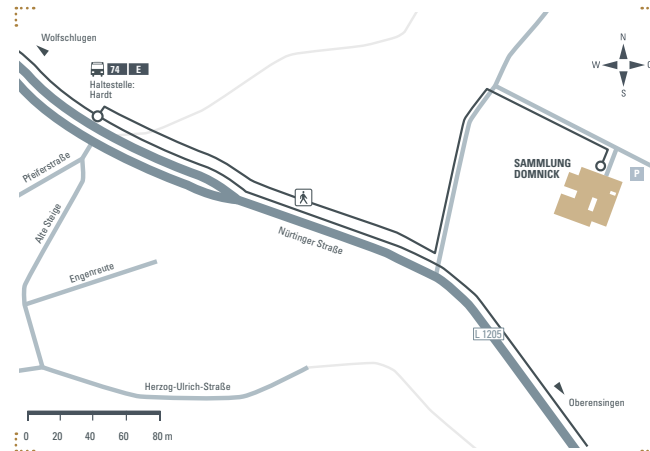 Wolfschlugen
74 E
Haltestelle:
Hardt
N
W O
S
SAMMLUNG
DOMNICK
P
Pfeiferstraße
Alte Steige
Nürtinger Straße
Engenreute
L 1205
Herzog-Ulrich-Straße
Oberensingen
0 20 40 60 80 m